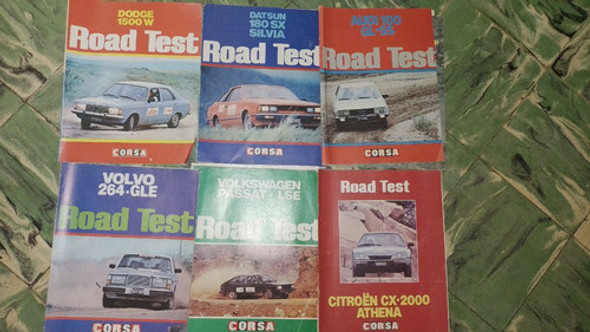 DODGE
1500 W
Road Test
CORSA
DATSUN
180 SX
SILVIA
Road Test
CORSA
AUDI 100
GL-5S
Road Test
CORSA
VOLVO
264·GLE
Road Test
CORSA
VOLKSWAGEN
PASSAT·LSE
Road Test
CORSA
Road Test
CITROËN CX·2000
ATHENA
CORSA